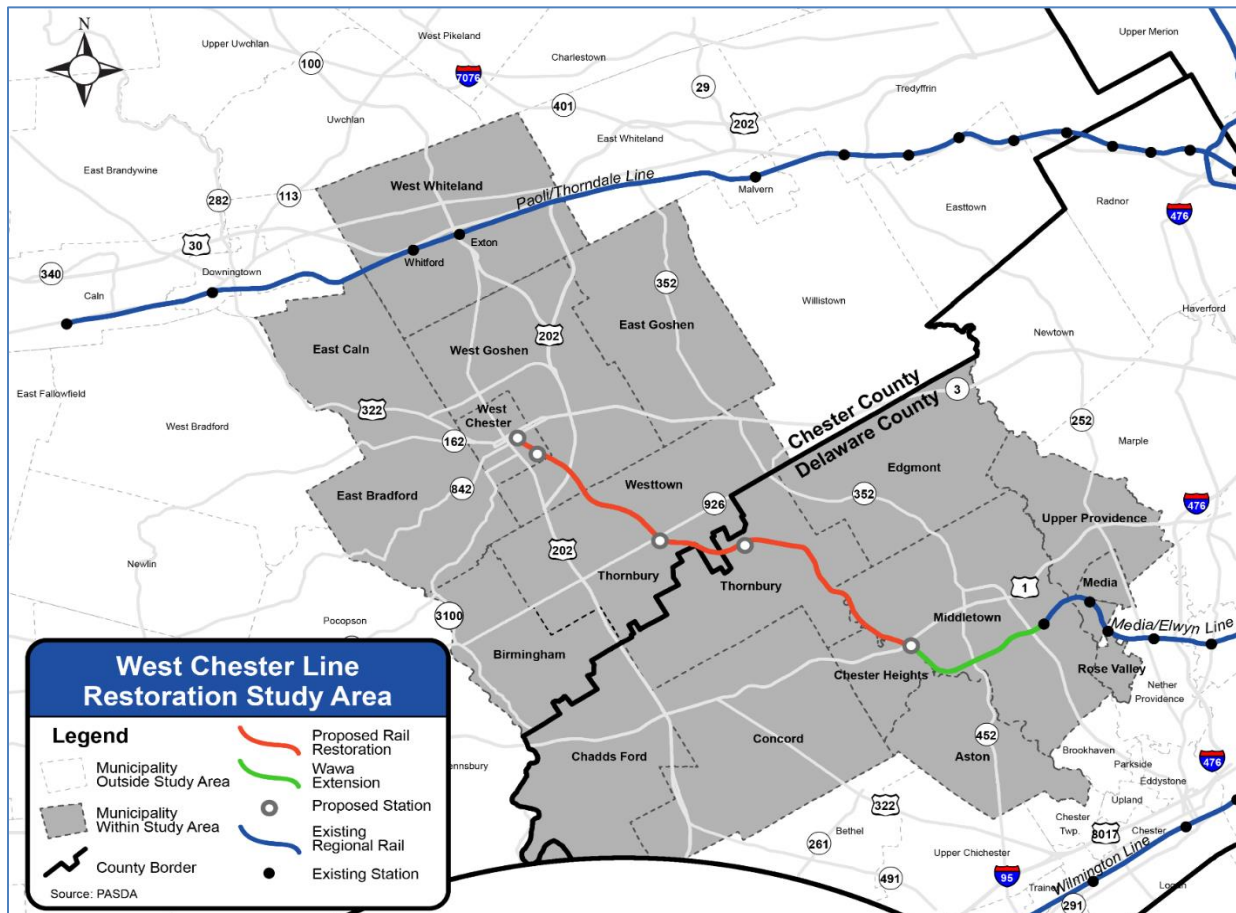 N
Upper Uwchlan
West Pikeland
Charlestown
Upper Merion
100
7076
401
29
202
Tredyffrin
Uwchlan
East Whiteland
East Brandywine
282
113
West Whiteland
Paoli/Thorndale Line
Malvern
Easttown
Radnor
476
30
340
Caln
Downingtown
Whitford
Exton
352
Willistown
Haverford
Newtown
East Caln
West Goshen
202
East Goshen
3
Chester County
Delaware County
East Fallowfield
322
West Bradford
West
Chester
162
252
Marple
East Bradford
842
Westtown
926
Edgmont
352
476
Upper Providence
202
Newlin
Thornbury
Thornbury
1
Media
Middletown
Media/Elwyn Line
3100
Pocopson
Birmingham
Chester Heights
Rose Valley
Nether
Providence
Chadds Ford
Concord
452
Aston
Brookhaven
Parkside
Eddystone
476
Upland
nnsbury
322
Chester
Twp.
8017
Chester
261
Bethel
491
Upper Chichester
95
Traine
Wilmington Line
291
Logan
West Chester Line
Restoration Study Area
Legend
Municipality
Outside Study Area
Municipality
Within Study Area
County Border
Proposed Rail
Restoration
Wawa
Extension
Proposed Station
Existing
Regional Rail
Existing Station
Source: PASDA